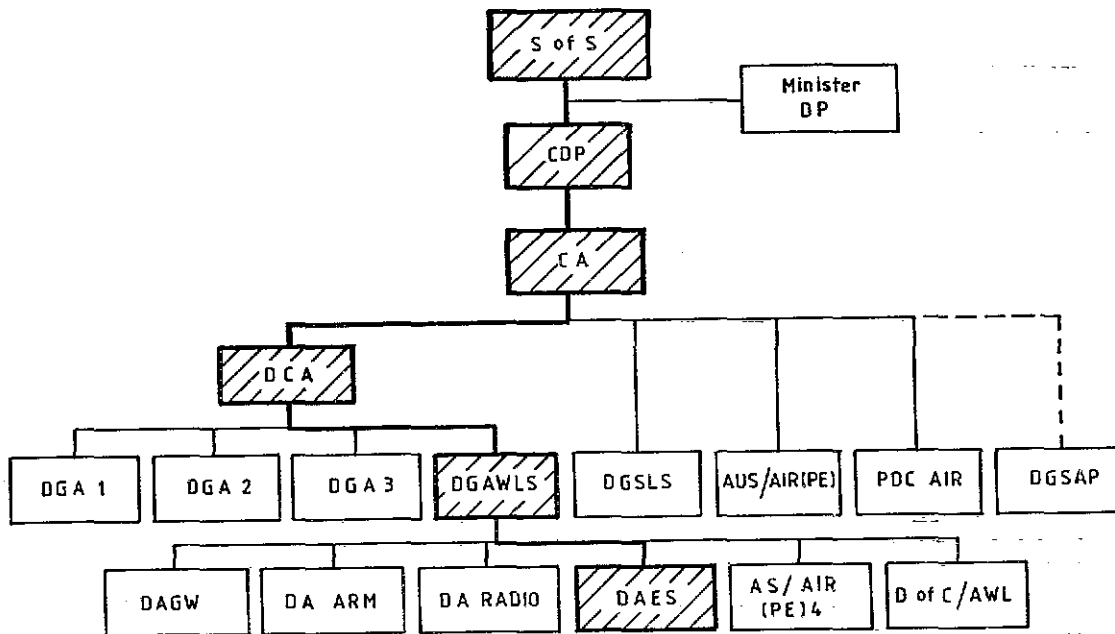 S of S
Minister
DP
CDP
CA
DCA
DGA 1
DGA 2
DGA 3
DGAWLS
DGSLS
AUS/AIR(PE)
PDC AIR
DGSAP
DAGW
DA ARM
DA RADIO
DAES
AS/ AIR
(PE)4
D of C/AWL